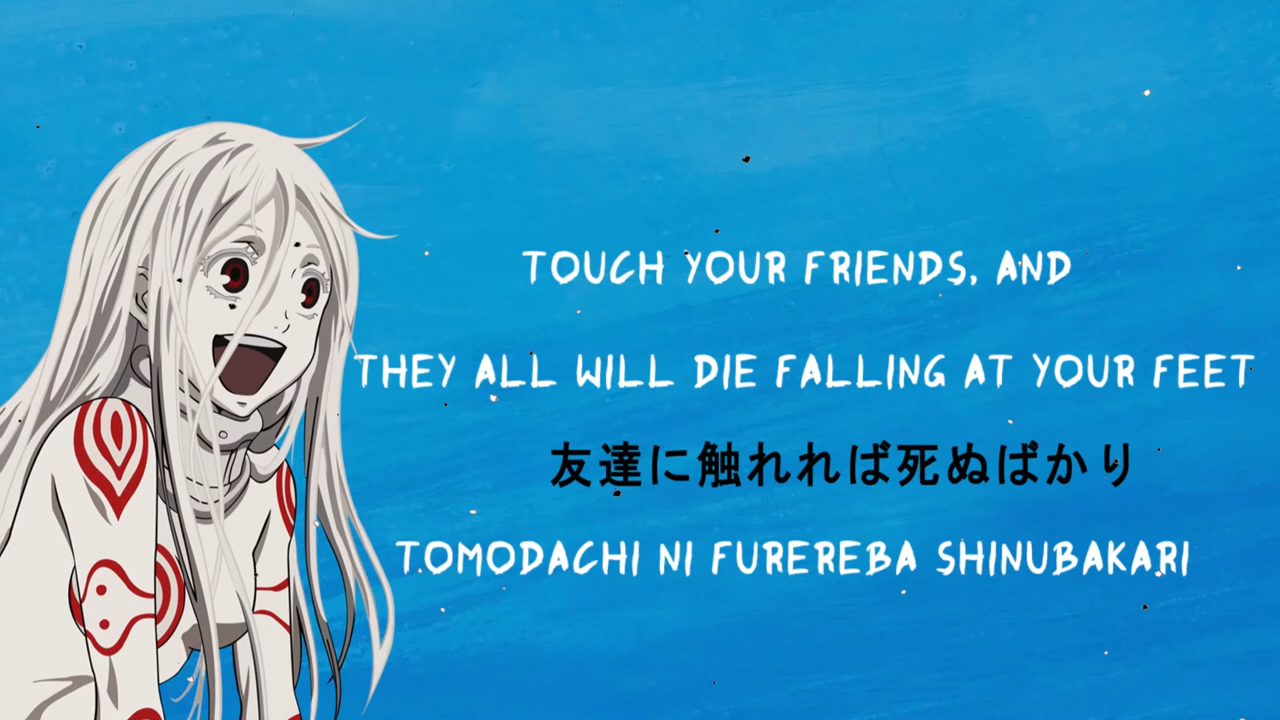 TOUCH YOUR FRIENDS, AND
THEY ALL WILL DIE FALLING AT YOUR FEET
友達に触れれば死ぬばかり
TOMODACHI NI FUREREBA SHINUBAKARI